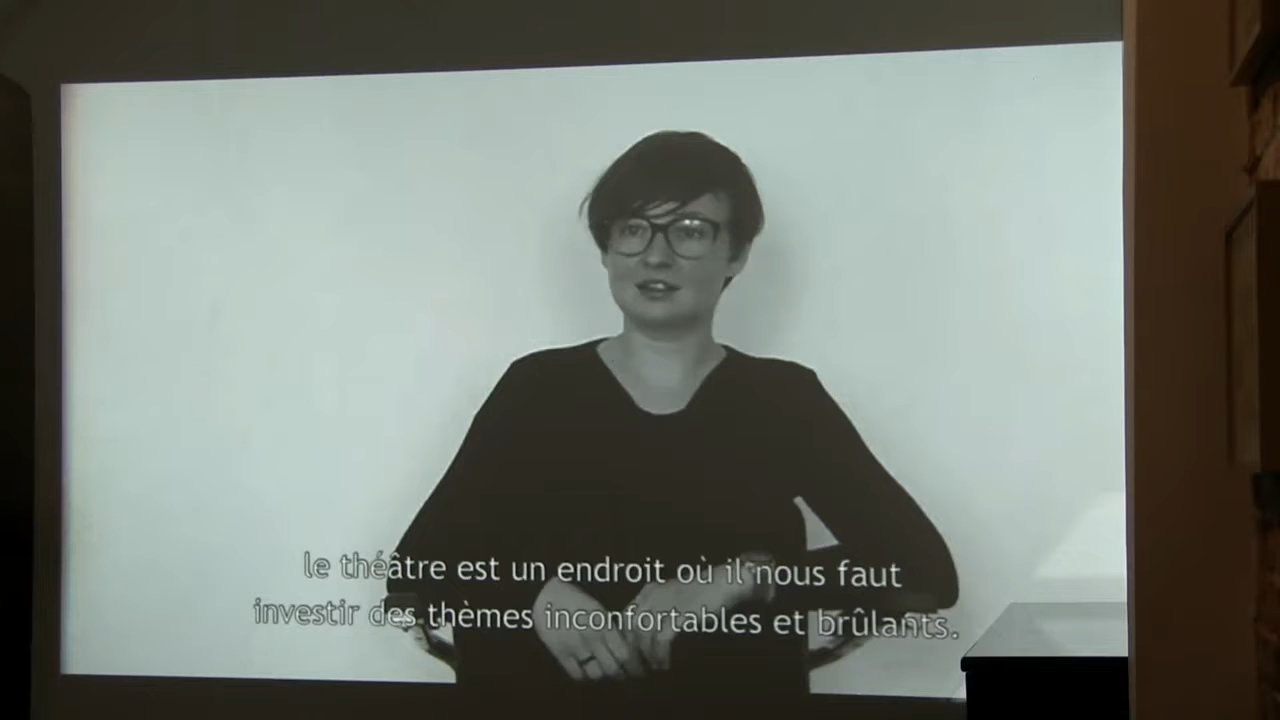 le théâtre est un endroit où il nous faut
investir des thèmes inconfortables et brûlants.